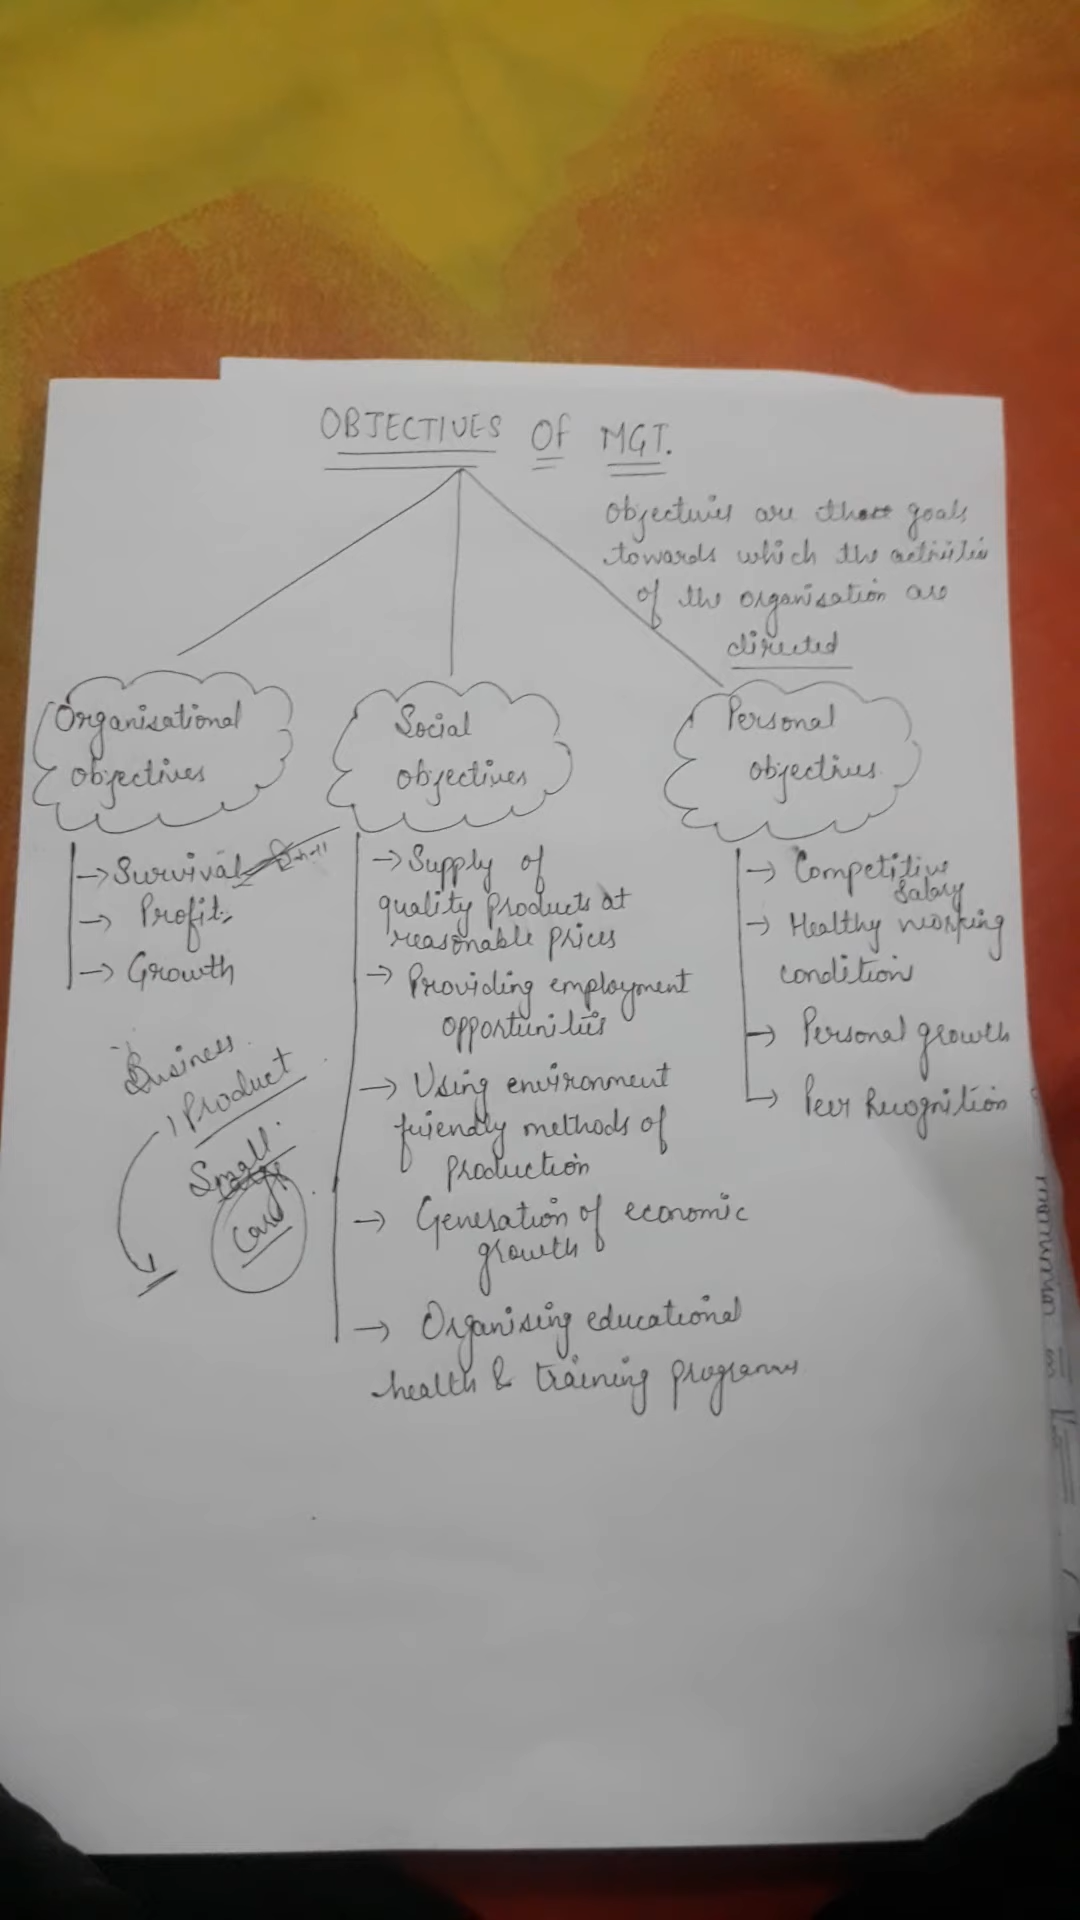 OBJECTIVES OF MGT.
Objectives are those goals
towards which the activities
of the organisation are
directed
Organisational
objectives
→ Survival
→ Profit
→ Growth
Business
Product
Small
Social
objectives
→ Supply of
quality products at
reasonable prices
→ Providing employment
opportunities
→ Using environment
friendly methods of
production
→ Generation of economic
growth
→ Organising educational
health & training programs
Personal
objectives
→ Competitive
Salary
→ Healthy working
condition
→ Personal growth
→ Peer Recognition